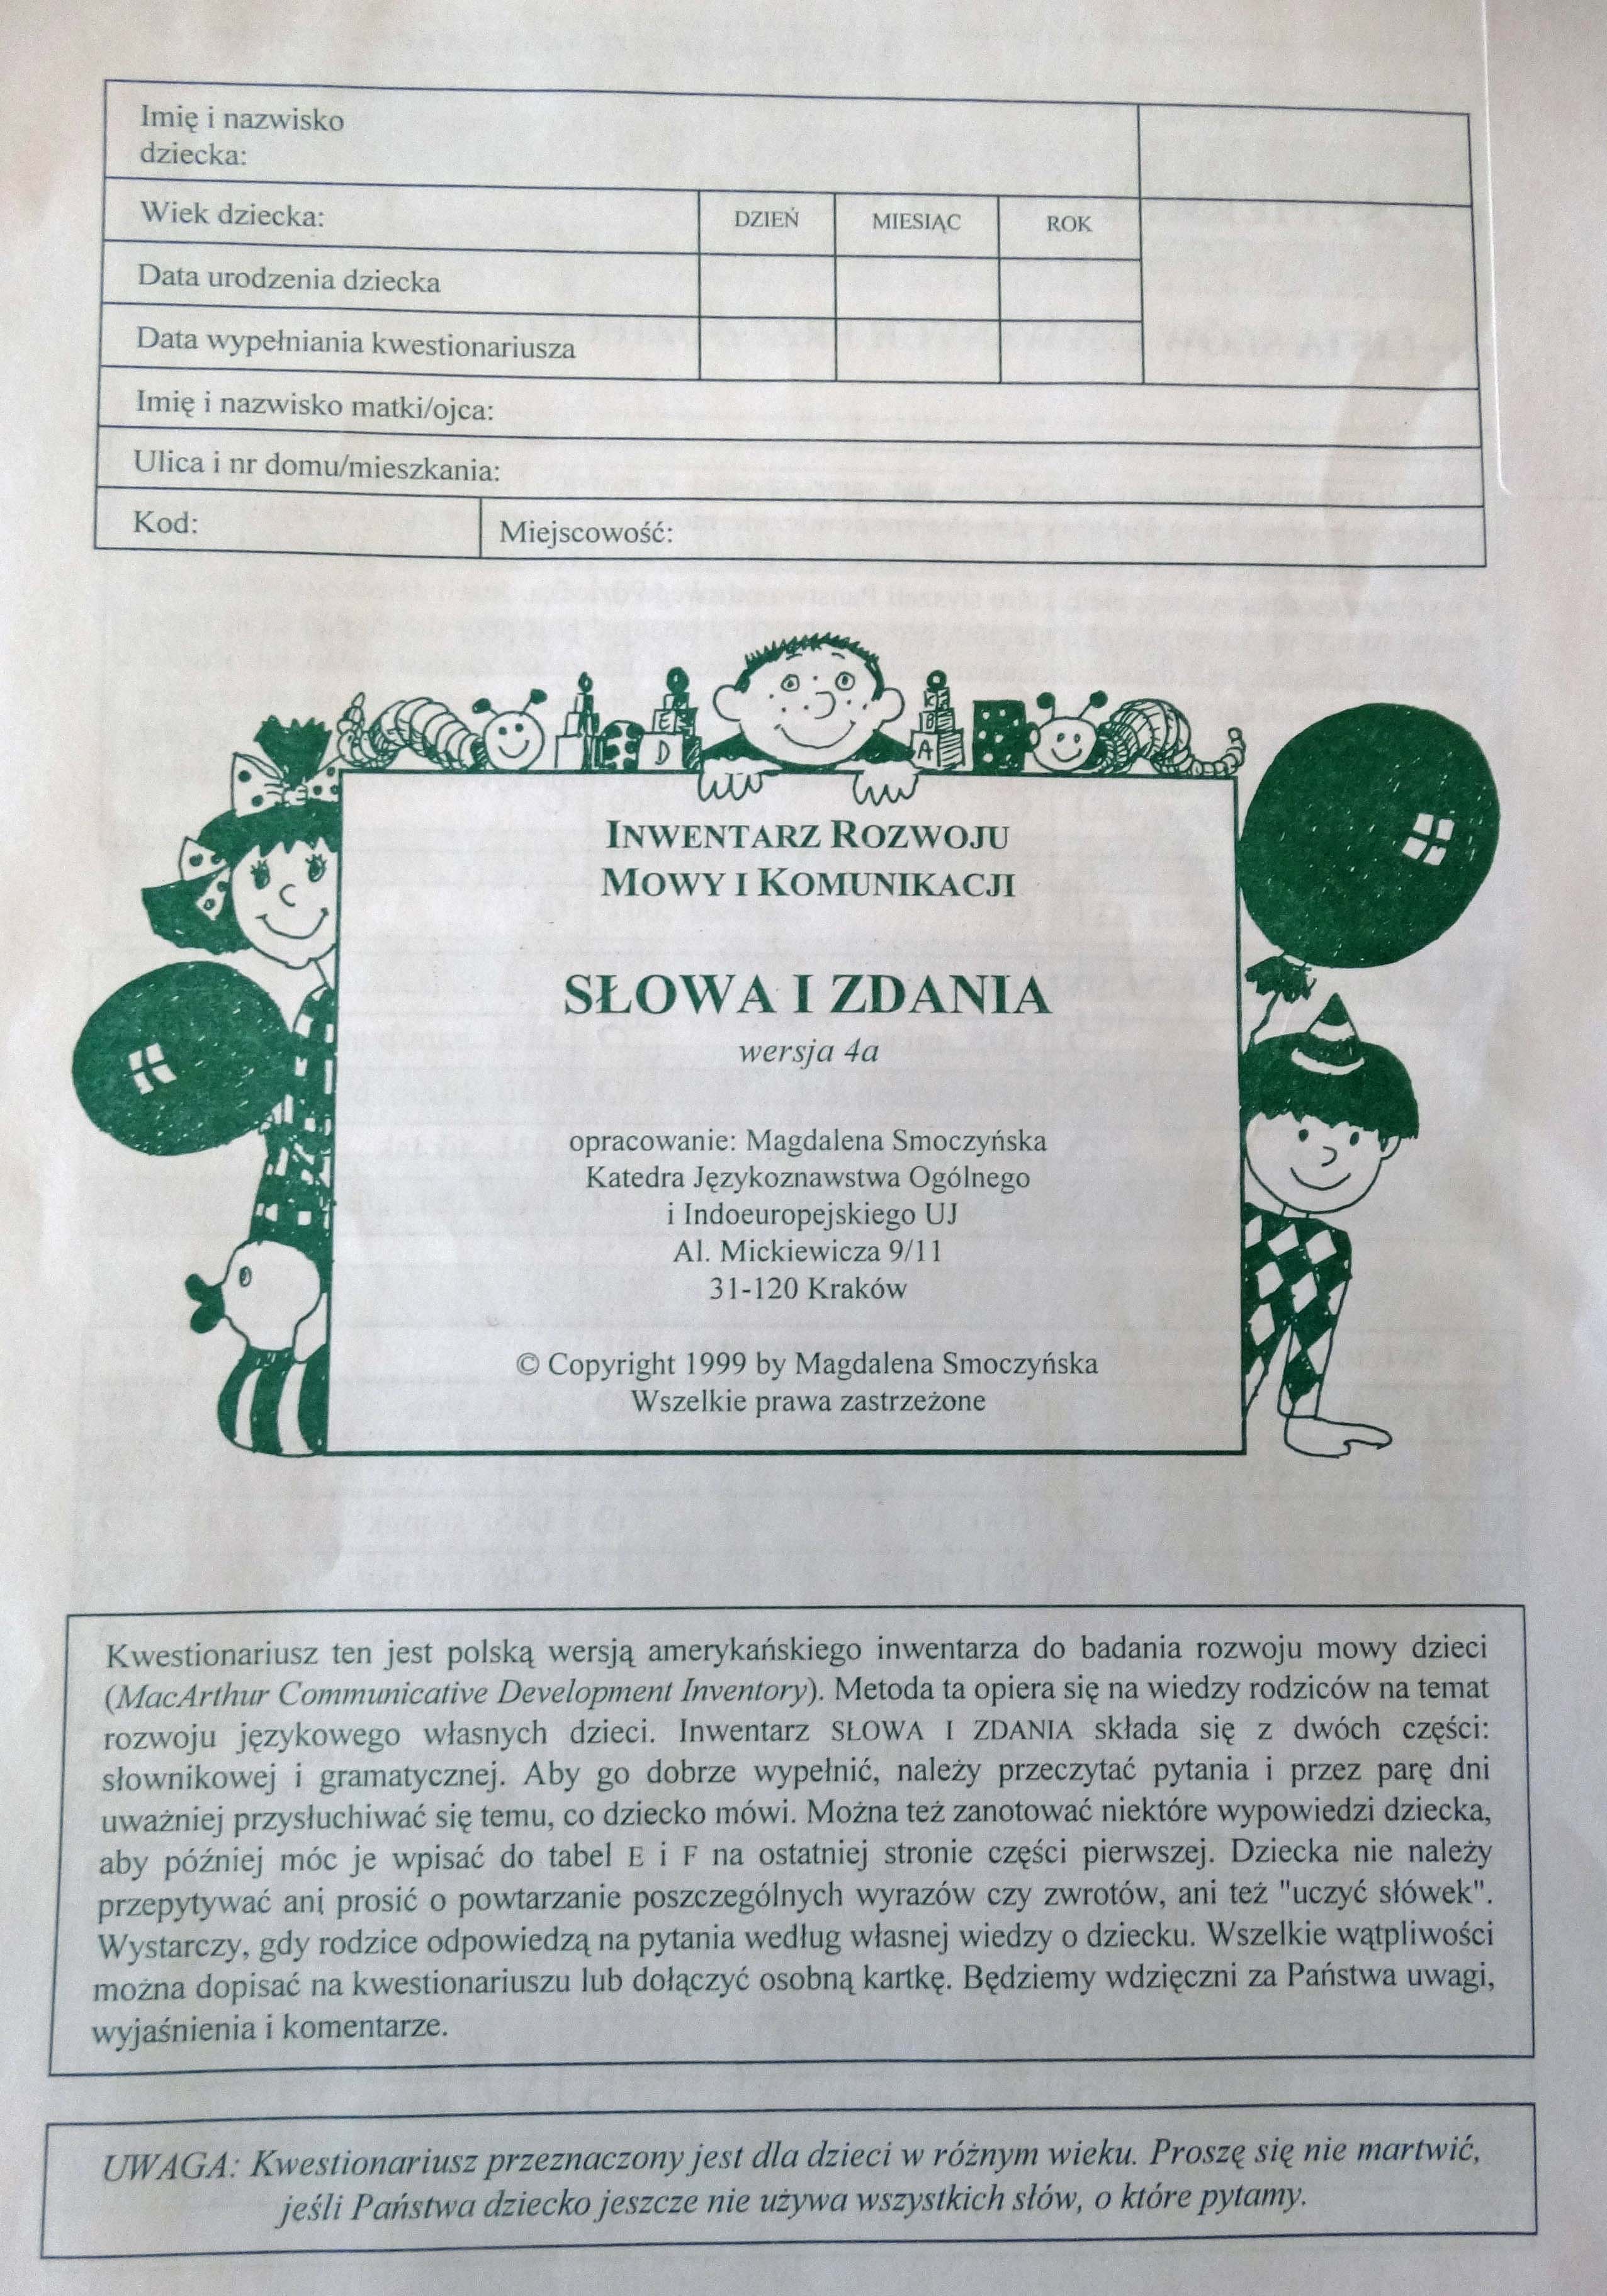 Imię i nazwisko
dziecka:
Wiek dziecka:
DZIEŃ
MIESIĄC
ROK
Data urodzenia dziecka
Data wypełniania kwestionariusza
Imię i nazwisko matki/ojca:
Ulica i nr domu/mieszkania:
Kod:
Miejscowość:
E
D
A
INWENTARZ ROZWOJU
MOWY I KOMUNIKACJI
SŁOWA I ZDANIA
wersja 4a
opracowanie: Magdalena Smoczyńska
Katedra Językoznawstwa Ogólnego
i Indoeuropejskiego UJ
Al. Mickiewicza 9/11
31-120 Kraków
© Copyright 1999 by Magdalena Smoczyńska
Wszelkie prawa zastrzeżone
Kwestionariusz ten jest polską wersją amerykańskiego inwentarza do badania rozwoju mowy dzieci
(MacArthur Communicative Development Inventory). Metoda ta opiera się na wiedzy rodziców na temat
rozwoju językowego własnych dzieci. Inwentarz SŁOWA I ZDANIA składa się z dwóch części:
słownikowej i gramatycznej. Aby go dobrze wypełnić, należy przeczytać pytania i przez parę dni
uważniej przysłuchiwać się temu, co dziecko mówi. Można też zanotować niektóre wypowiedzi dziecka,
aby później móc je wpisać do tabel E i F na ostatniej stronie części pierwszej. Dziecka nie należy
przepytywać ani prosić o powtarzanie poszczególnych wyrazów czy zwrotów, ani też "uczyć słówek".
Wystarczy, gdy rodzice odpowiedzą na pytania według własnej wiedzy o dziecku. Wszelkie wątpliwości
można dopisać na kwestionariuszu lub dołączyć osobną kartkę. Będziemy wdzięczni za Państwa uwagi,
wyjaśnienia i komentarze.
UWAGA: Kwestionariusz przeznaczony jest dla dzieci w różnym wieku. Proszę się nie martwić,
jeśli Państwa dziecko jeszcze nie używa wszystkich słów, o które pytamy.